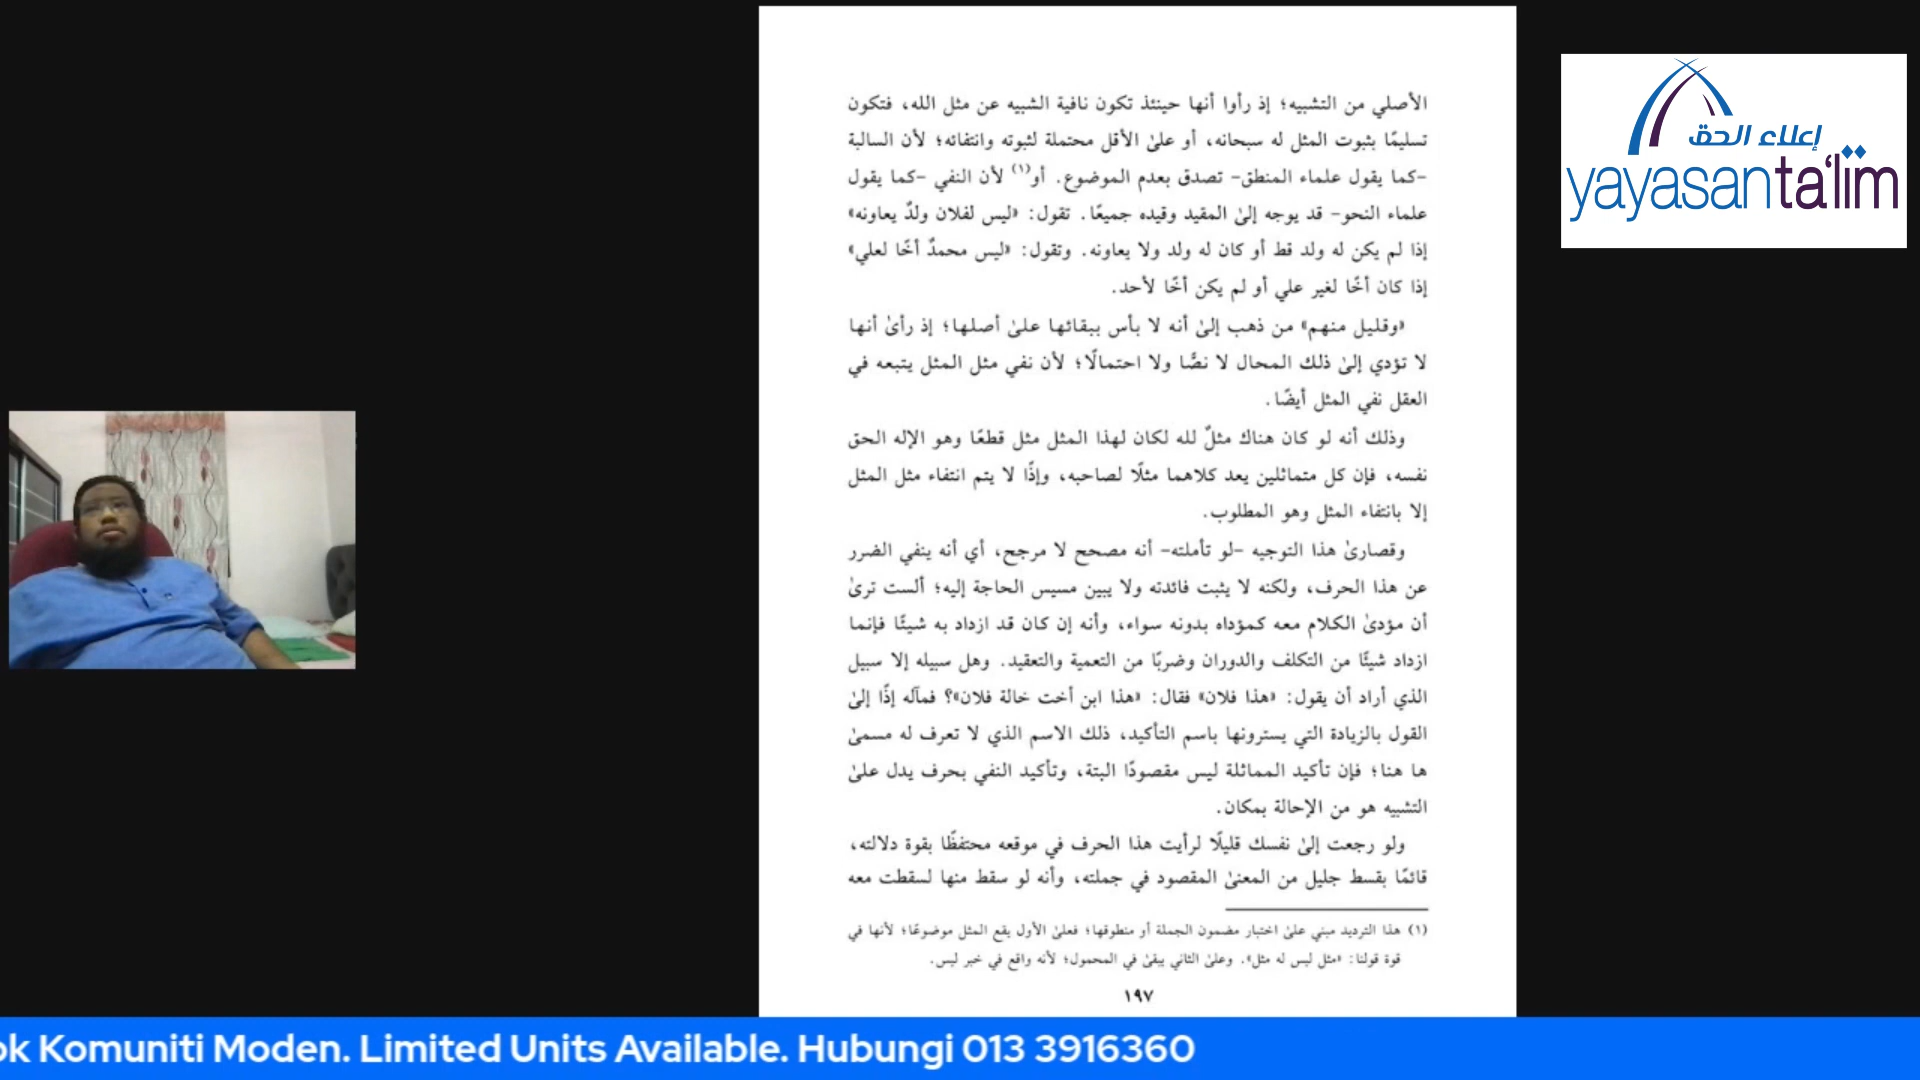 الأصلي من التشبيه؛ إذ رأوا أنها حينئذ تكون نافية الشبيه عن مثل الله، فتكون
تسليمًا بثبوت المثل له سبحانه، أو علىٰ الأقل محتملة لثبوته وانتفائه؛ لأن السالبة
-كما يقول علماء المنطق- تصدق بعدم الموضوع. أو(١) لأن النفي -كما يقول
علماء النحو- قد يوجه إلىٰ المقيد وقيده جميعًا. تقول: «ليس لفلان ولدٌ يعاونه»
إذا لم يكن له ولد قط أو كان له ولد ولا يعاونه. وتقول: «ليس محمدٌ أخًا لعلي»
إذا كان أخًا لغير علي أو لم يكن أخًا لأحد.
«وقليل منهم» من ذهب إلىٰ أنه لا بأس ببقائها علىٰ أصلها؛ إذ رأىٰ أنها
لا تؤدي إلىٰ ذلك المحال لا نصًّا ولا احتمالًا؛ لأن نفي مثل المثل يتبعه في
العقل نفي المثل أيضًا.
وذلك أنه لو كان هناك مثلٌ لله لكان لهذا المثل مثل قطعًا وهو الإله الحق
نفسه، فإن كل متماثلين يعد كلاهما مثلًا لصاحبه، وإذًا لا يتم انتفاء مثل المثل
إلا بانتفاء المثل وهو المطلوب.
وقصارىٰ هذا التوجيه -لو تأملته- أنه مصحح لا مرجح، أي أنه ينفي الضرر
عن هذا الحرف، ولكنه لا يثبت فائدته ولا يبين مسيس الحاجة إليه؛ ألست ترىٰ
أن مؤدىٰ الكلام معه كمؤداه بدونه سواء، وأنه إن كان قد ازداد به شيئًا فإنما
ازداد شيئًا من التكلف والدوران وضربًا من التعمية والتعقيد. وهل سبيله إلا سبيل
الذي أراد أن يقول: «هذا فلان» فقال: «هذا ابن أخت خالة فلان»؟ فمآله إذًا إلىٰ
القول بالزيادة التي يسترونها باسم التأكيد، ذلك الاسم الذي لا تعرف له مسمىٰ
ها هنا؛ فإن تأكيد المماثلة ليس مقصودًا البتة، وتأكيد النفي بحرف يدل علىٰ
التشبيه هو من الإحالة بمكان.
ولو رجعت إلىٰ نفسك قليلًا لرأيت هذا الحرف في موقعه محتفظًا بقوة دلالته،
قائمًا بقسط جليل من المعنىٰ المقصود في جملته، وأنه لو سقط منها لسقطت معه
(١) هذا الترديد مبني علىٰ اختبار مضمون الجملة أو منطوقها؛ فعلىٰ الأول يقع المثل موضوعًا؛ لأنها في
قوة قولنا: «مثل ليس له مثل». وعلىٰ الثاني يبقىٰ في المحمول؛ لأنه واقع في خبر ليس.
١٩٧
إعلاء الحق
yayasanta'lim
ok Komuniti Moden. Limited Units Available. Hubungi 013 3916360